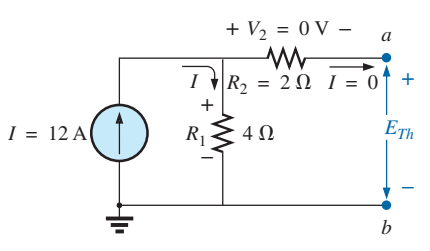 + V₂ = 0 V − a
I R₂ = 2 Ω I = 0 +
+
I = 12 A R₁ 4 Ω E_Th
−
−
b